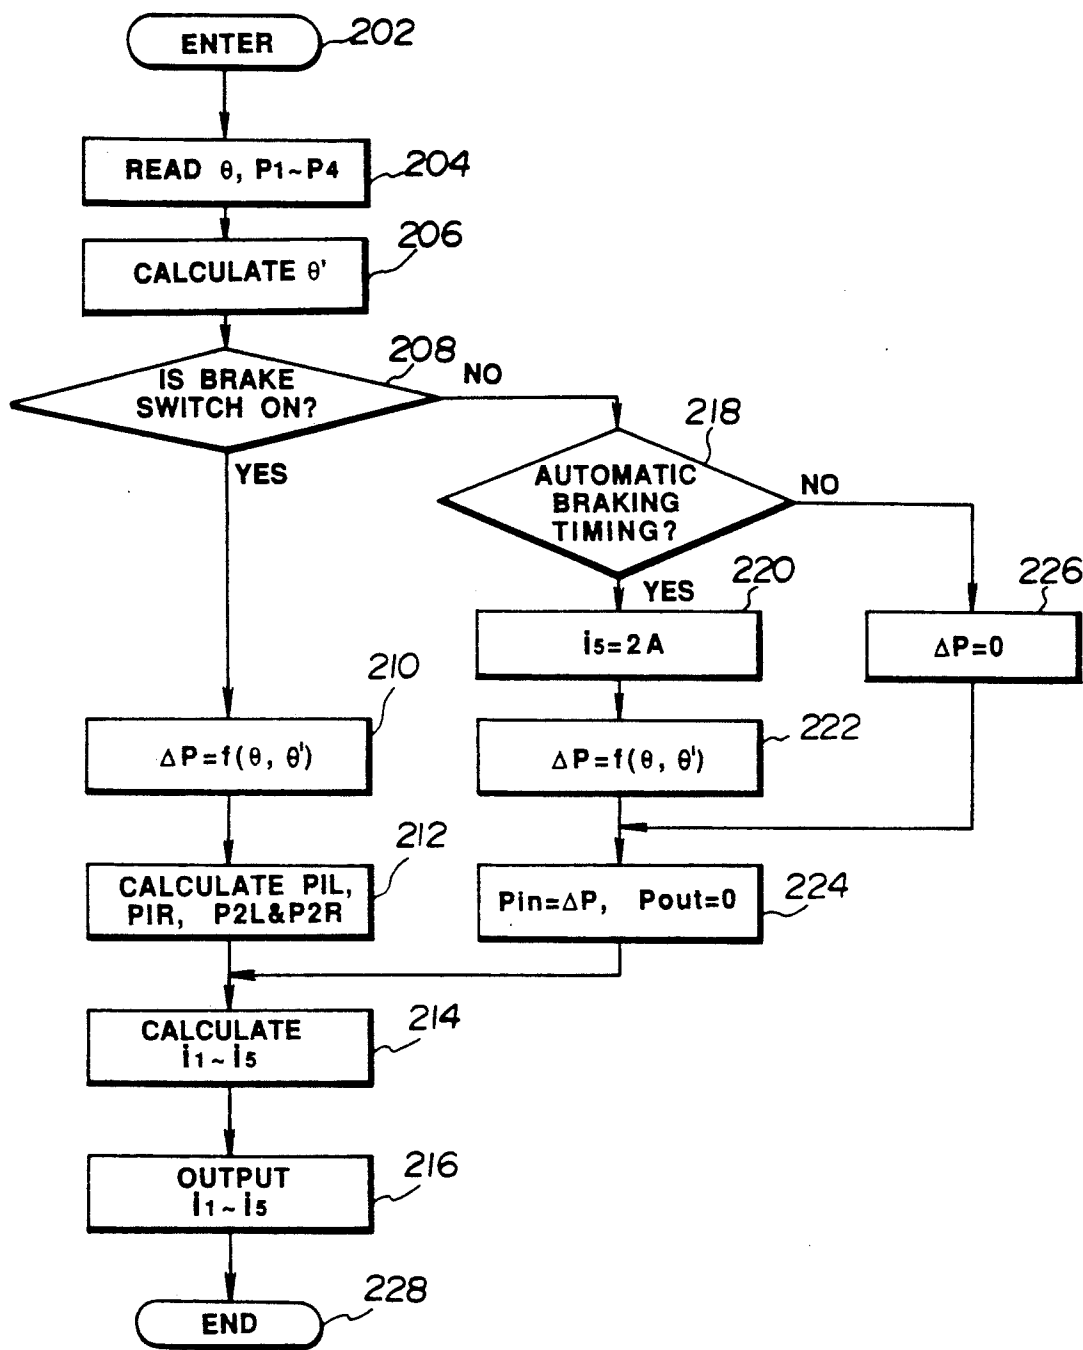 ENTER
202
READ θ, P1~P4
204
CALCULATE θ'
206
IS BRAKE
SWITCH ON?
208
NO
YES
AUTOMATIC
BRAKING
TIMING?
218
NO
YES
i5=2A
220
ΔP=0
226
ΔP=f(θ, θ')
210
ΔP=f(θ, θ')
222
CALCULATE PIL,
PIR, P2L&P2R
212
Pin=ΔP, Pout=0
224
CALCULATE
i1~i5
214
OUTPUT
i1~i5
216
END
228